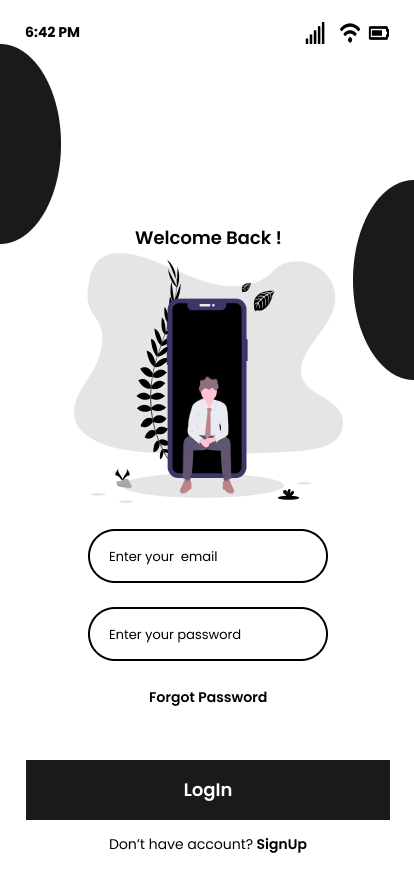 6:42 PM
Welcome Back !
Enter your  email
Enter your password
Forgot Password
LogIn
Don’t have account? SignUp